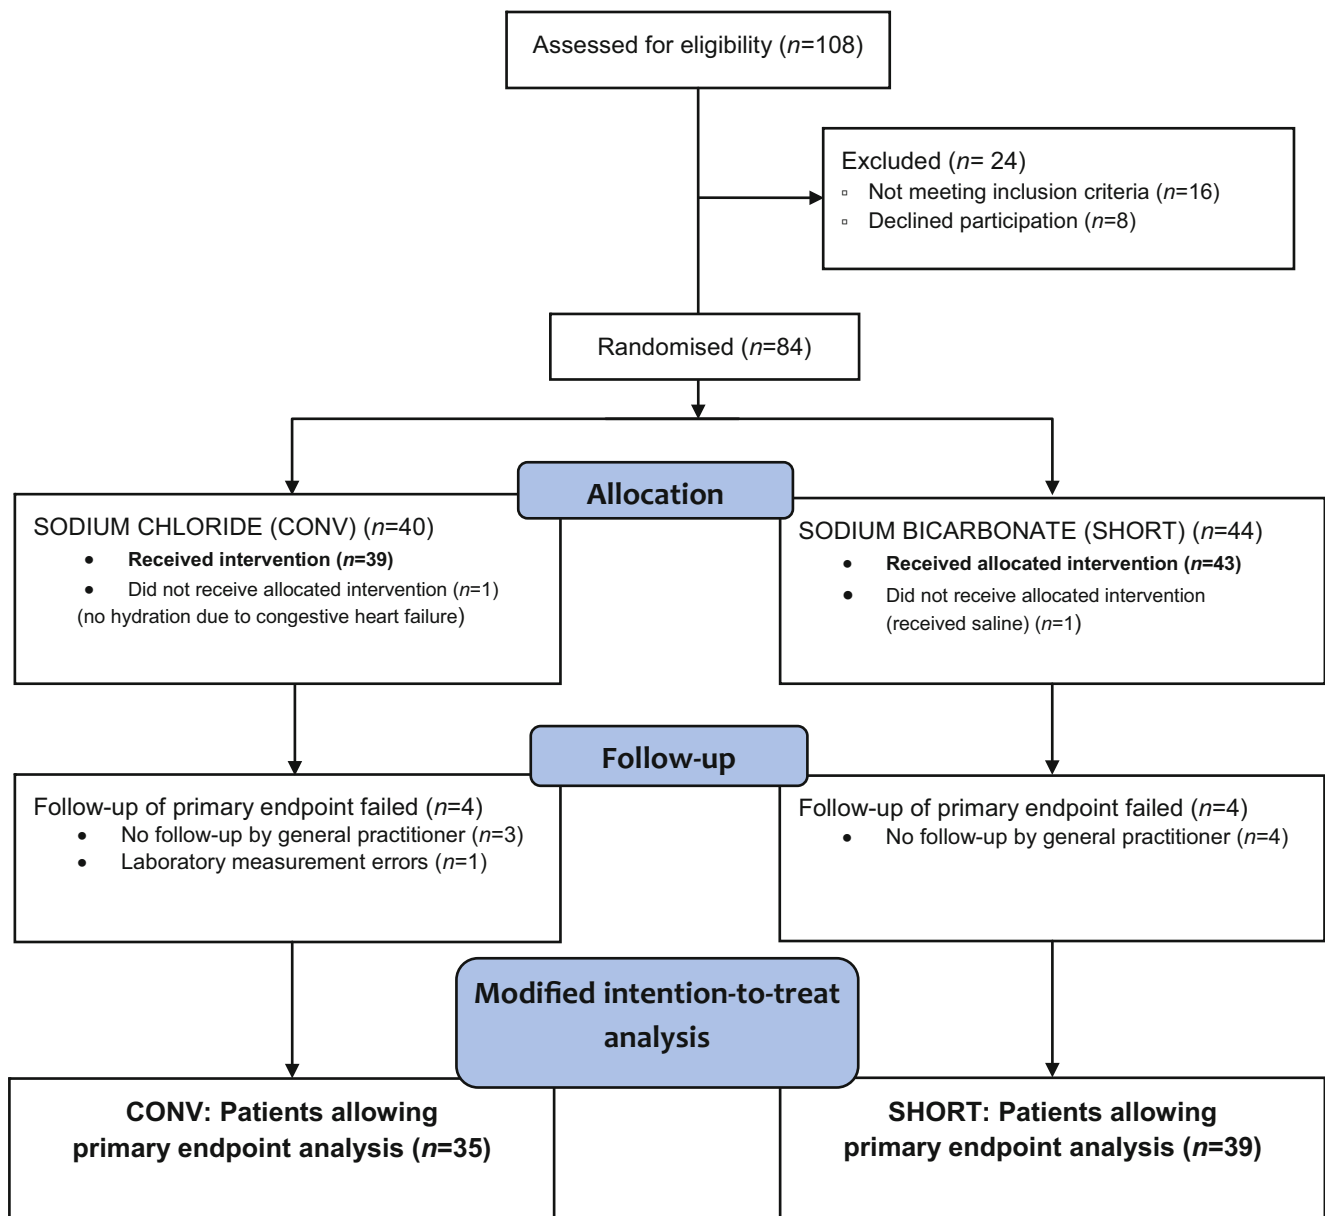 Assessed for eligibility (n=108)
Excluded (n= 24)
▫ Not meeting inclusion criteria (n=16)
▫ Declined participation (n=8)
Randomised (n=84)
Allocation
SODIUM CHLORIDE (CONV) (n=40)
• Received intervention (n=39)
• Did not receive allocated intervention (n=1)
(no hydration due to congestive heart failure)
SODIUM BICARBONATE (SHORT) (n=44)
• Received allocated intervention (n=43)
• Did not receive allocated intervention
(received saline) (n=1)
Follow-up
Follow-up of primary endpoint failed (n=4)
• No follow-up by general practitioner (n=3)
• Laboratory measurement errors (n=1)
Follow-up of primary endpoint failed (n=4)
• No follow-up by general practitioner (n=4)
Modified intention-to-treat
analysis
CONV: Patients allowing
primary endpoint analysis (n=35)
SHORT: Patients allowing
primary endpoint analysis (n=39)